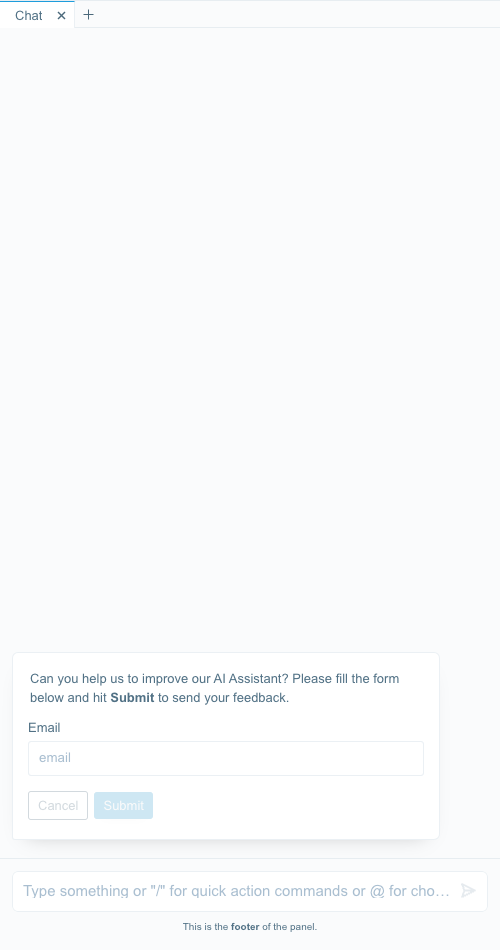 Chat
Can you help us to improve our AI Assistant? Please fill the form
below and hit Submit to send your feedback.
Email
email
Cancel Submit
Type something or "/" for quick action commands or @ for cho…
This is the footer of the panel.